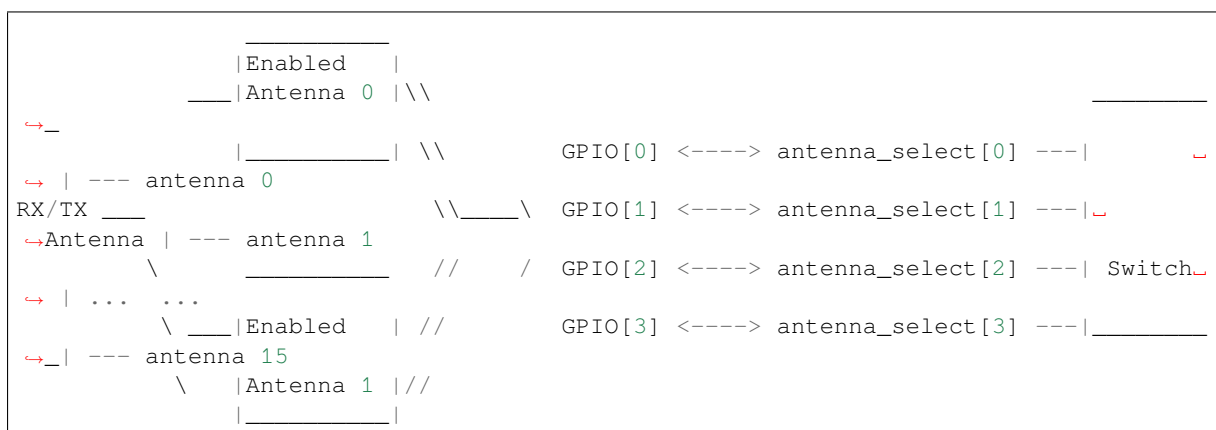 ___________
                  |Enabled   |
              ___|Antenna 0 |\\                                                    _________
↪_
                  |__________| \\         GPIO[0] <----> antenna_select[0] ---|        ␣
↪ | --- antenna 0
RX/TX ___                       \\____\  GPIO[1] <----> antenna_select[1] ---|␣
↪Antenna | --- antenna 1
          \      ___________   //    /  GPIO[2] <----> antenna_select[2] ---| Switch␣
↪ | ...  ...
           \ ___|Enabled   | //         GPIO[3] <----> antenna_select[3] ---|_________
↪_| --- antenna 15
            \   |Antenna 1 |//
                |__________|